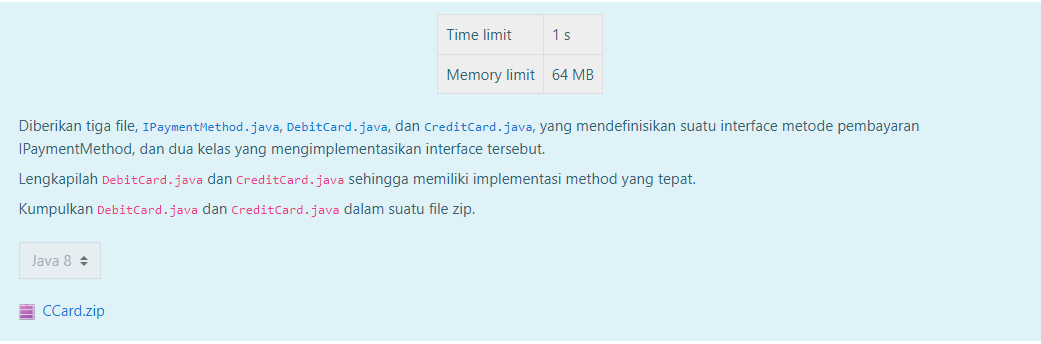 Time limit 1 s
Memory limit 64 MB
Diberikan tiga file, IPaymentMethod.java, DebitCard.java, dan CreditCard.java, yang mendefinisikan suatu interface metode pembayaran
IPaymentMethod, dan dua kelas yang mengimplementasikan interface tersebut.
Lengkapilah DebitCard.java dan CreditCard.java sehingga memiliki implementasi method yang tepat.
Kumpulkan DebitCard.java dan CreditCard.java dalam suatu file zip.
Java 8
CCard.zip